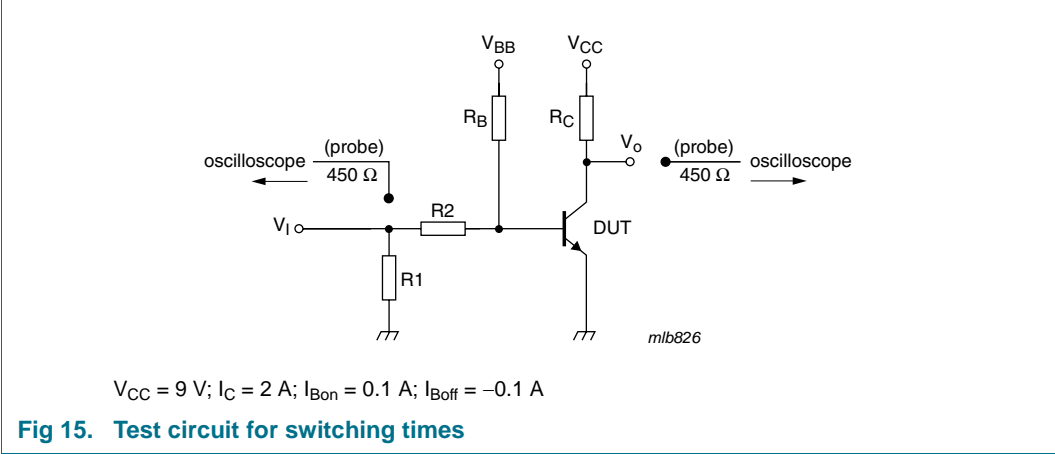 VBB VCC
RB RC
Vo
(probe) (probe)
oscilloscope oscilloscope
450 Ω 450 Ω
R2
VI DUT
R1
mlb826
VCC = 9 V; IC = 2 A; IBon = 0.1 A; IBoff = −0.1 A
Fig 15. Test circuit for switching times